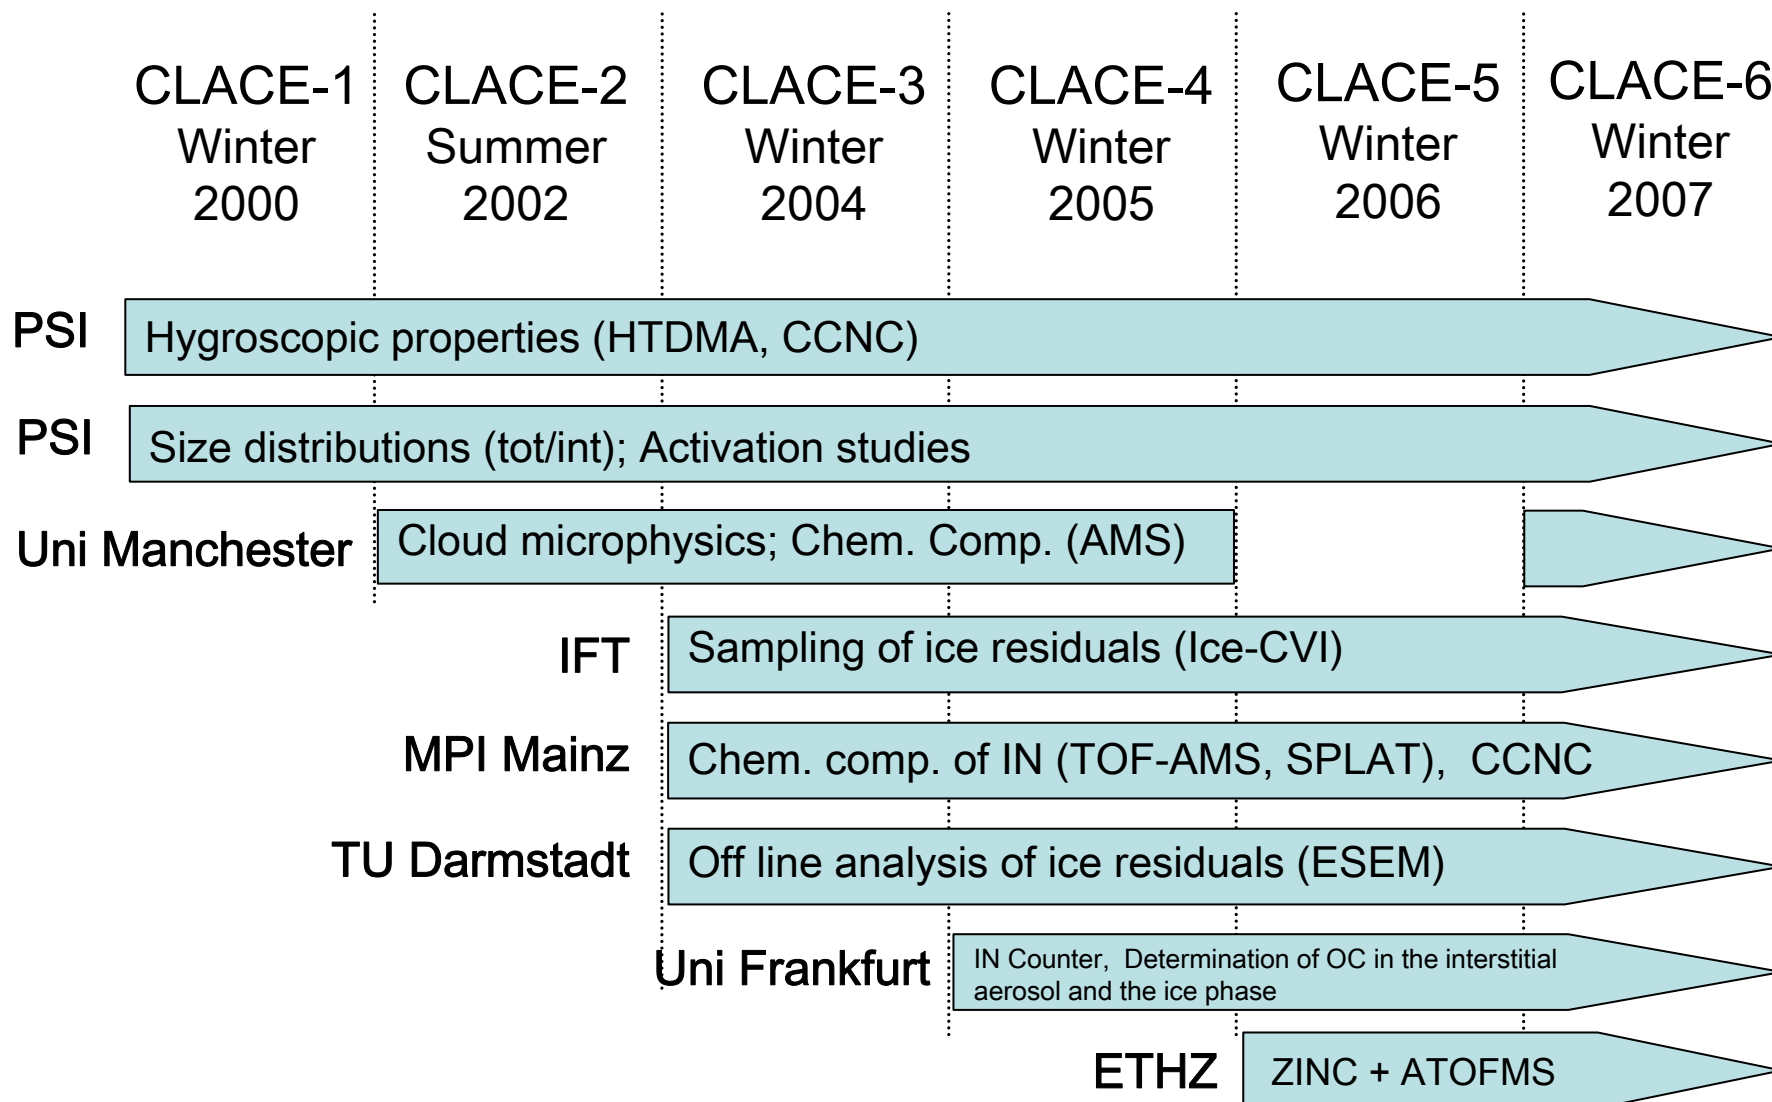 CLACE-1 CLACE-2 CLACE-3 CLACE-4 CLACE-5 CLACE-6
Winter Summer Winter Winter Winter Winter
2000 2002 2004 2005 2006 2007
PSI Hygroscopic properties (HTDMA, CCNC)
PSI Size distributions (tot/int); Activation studies
Uni Manchester Cloud microphysics; Chem. Comp. (AMS)
IFT Sampling of ice residuals (Ice-CVI)
MPI Mainz Chem. comp. of IN (TOF-AMS, SPLAT), CCNC
TU Darmstadt Off line analysis of ice residuals (ESEM)
Uni Frankfurt IN Counter, Determination of OC in the interstitial
aerosol and the ice phase
ETHZ ZINC + ATOFMS